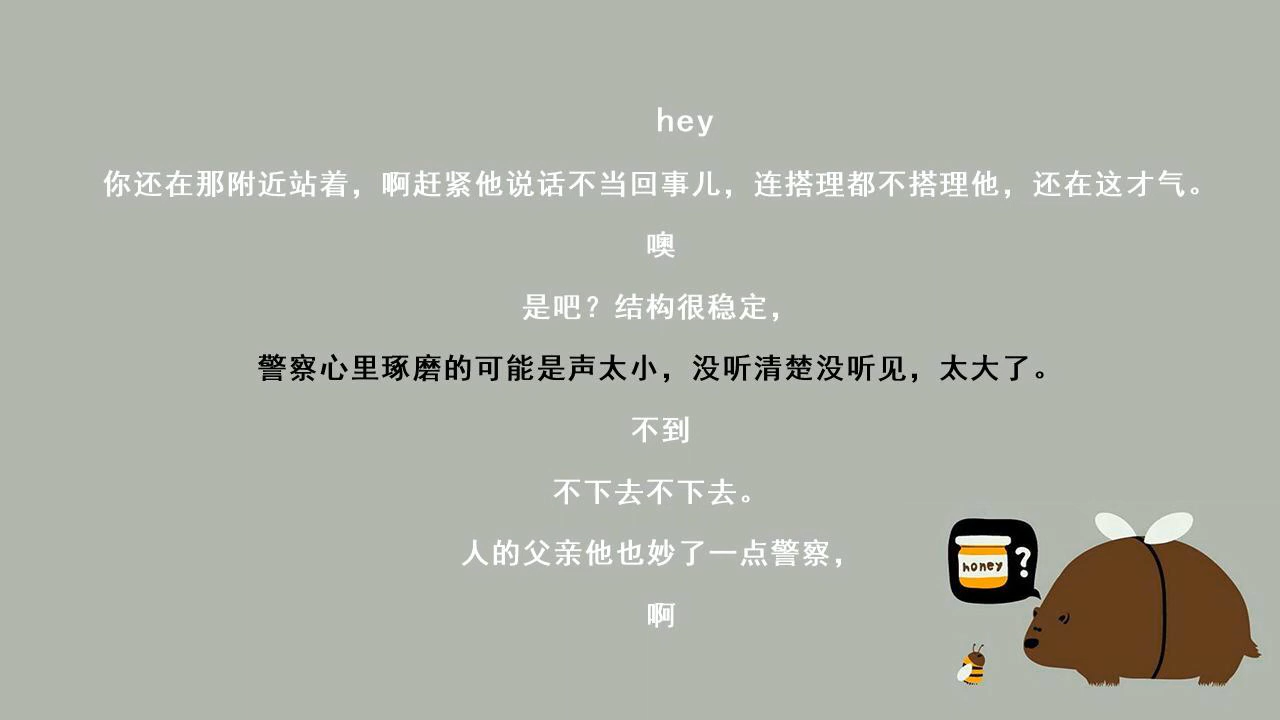 hey
你还在那附近站着，啊赶紧他说话不当回事儿，连搭理都不搭理他，还在这才气。
噢
是吧？结构很稳定，
警察心里琢磨的可能是声太小，没听清楚没听见，太大了。
不到
不下去不下去。
人的父亲他也妙了一点警察，
啊
honey
?